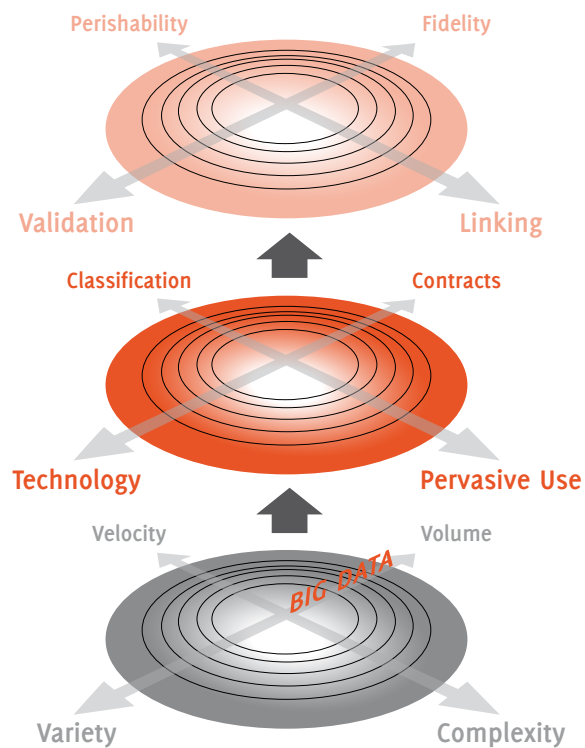 Perishability
Fidelity
Validation
Linking
Classification
Contracts
Technology
Pervasive Use
Velocity
Volume
BIG DATA
Variety
Complexity